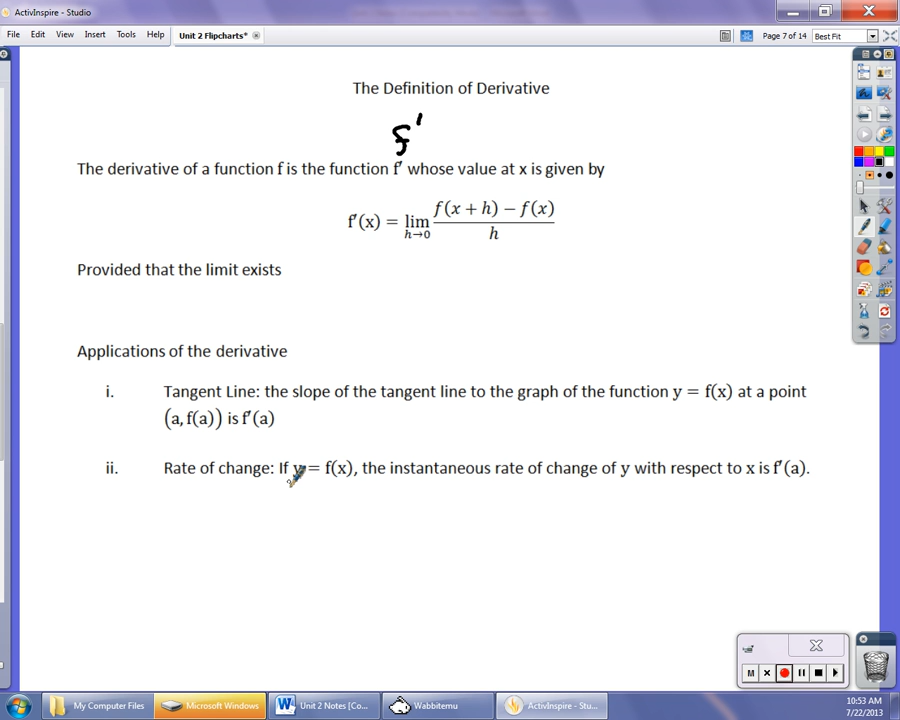 ActivInspire - Studio
File Edit View Insert Tools Help Unit 2 Flipcharts* Page 7 of 14 Best Fit
The Definition of Derivative
f'
The derivative of a function f is the function f′ whose value at x is given by
f′(x) = lim h→0 f(x + h) − f(x) / h
Provided that the limit exists
Applications of the derivative
i. Tangent Line: the slope of the tangent line to the graph of the function y = f(x) at a point
(a, f(a)) is f′(a)
ii. Rate of change: If y = f(x), the instantaneous rate of change of y with respect to x is f′(a).
M
My Computer Files Microsoft Windows Unit 2 Notes [Co... Wabbitemu ActivInspire - Stu... 10:53 AM
7/22/2013